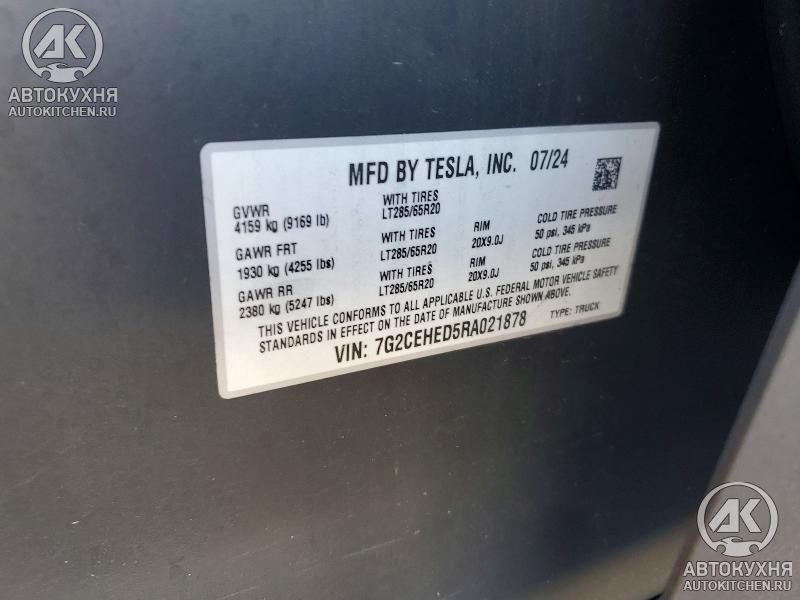 AK
АВТОКУХНЯ
AUTOKITCHEN.RU
MFD BY TESLA, INC. 07/24
GVWR WITH TIRES
4159 kg (9169 lb) LT285/65R20
GAWR FRT WITH TIRES RIM COLD TIRE PRESSURE
1930 kg (4255 lbs) LT285/65R20 20X9.0J 50 psi, 345 kPa
GAWR RR WITH TIRES RIM COLD TIRE PRESSURE
2380 kg (5247 lbs) LT285/65R20 20X9.0J 50 psi, 345 kPa
THIS VEHICLE CONFORMS TO ALL APPLICABLE U.S. FEDERAL MOTOR VEHICLE SAFETY
STANDARDS IN EFFECT ON THE DATE OF MANUFACTURE SHOWN ABOVE.
VIN: 7G2CEHED5RA021878 TYPE: TRUCK
AK
АВТОКУХНЯ
AUTOKITCHEN.RU